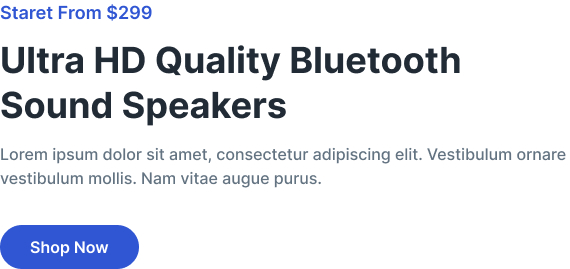 Staret From $299
Ultra HD Quality Bluetooth
Sound Speakers
Lorem ipsum dolor sit amet, consectetur adipiscing elit. Vestibulum ornare
vestibulum mollis. Nam vitae augue purus.
Shop Now